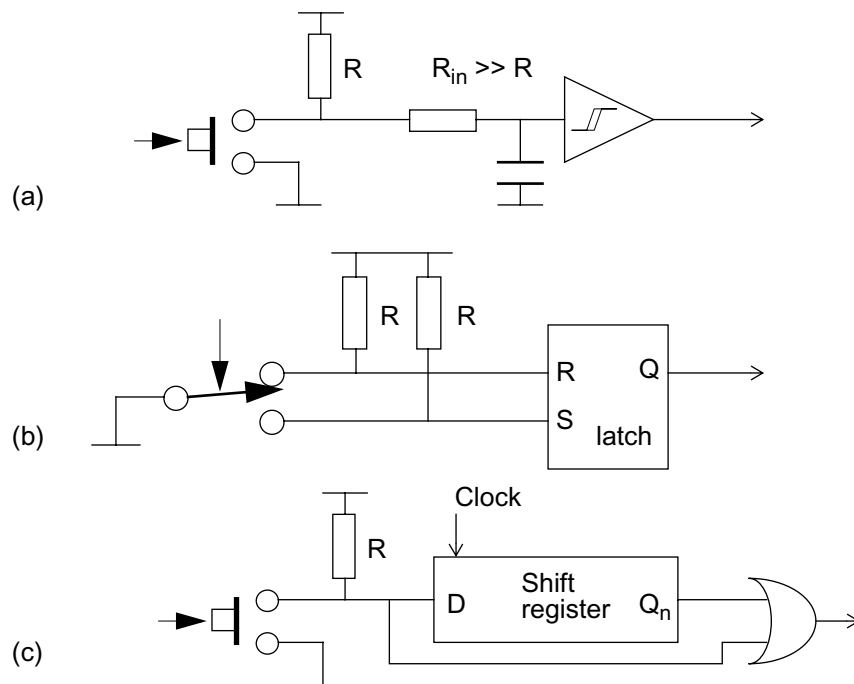 R
R_in >> R
(a)
R R
R Q
S
latch
(b)
Clock
R
Shift
register
D Q_n
(c)